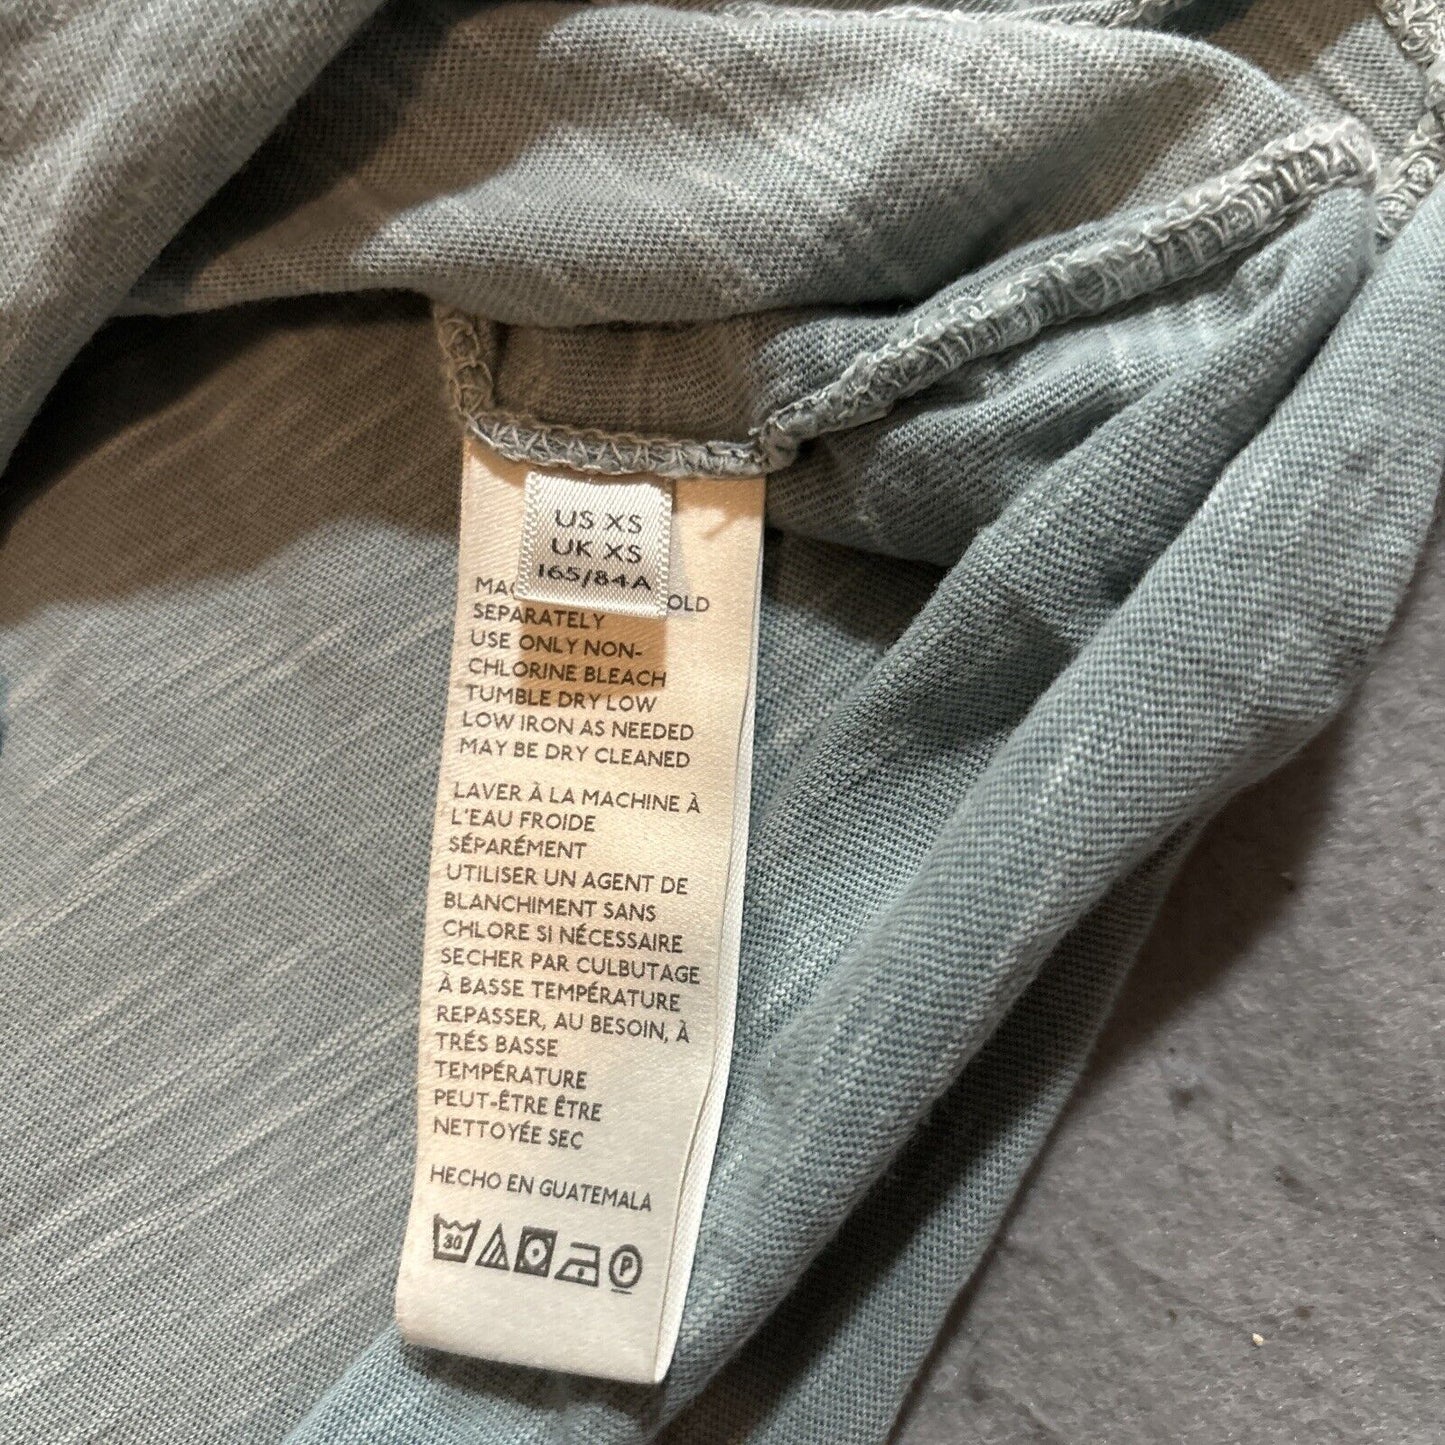 US XS
UK XS
165/84A
SEPARATELY
USE ONLY NON-
CHLORINE BLEACH
TUMBLE DRY LOW
LOW IRON AS NEEDED
MAY BE DRY CLEANED
LAVER À LA MACHINE À
L'EAU FROIDE
SÉPARÉMENT
UTILISER UN AGENT DE
BLANCHIMENT SANS
CHLORE SI NÉCESSAIRE
SECHER PAR CULBUTAGE
À BASSE TEMPÉRATURE
REPASSER, AU BESOIN, À
TRÉS BASSE
TEMPÉRATURE
PEUT-ÊTRE ÊTRE
NETTOYÉE SEC
HECHO EN GUATEMALA
30 P